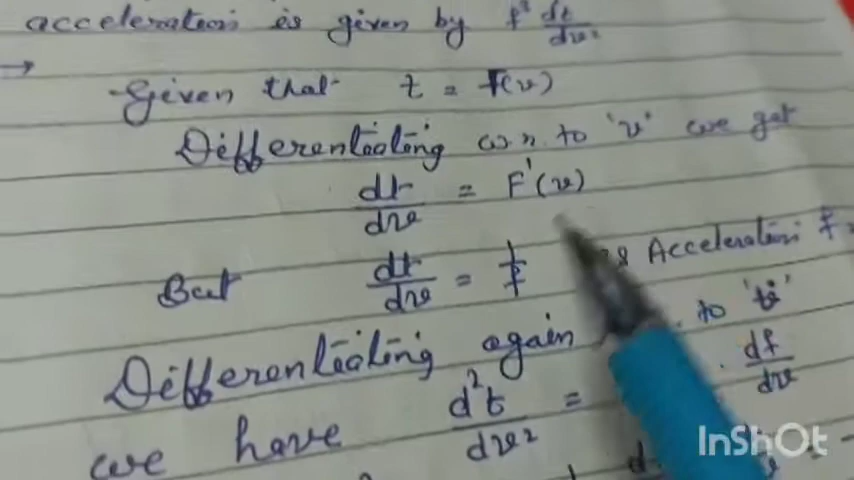 acceleration is given by f³ dt/dv²
→
Given that t = f(v)
Differentiating w.r. to 'v' we get
dt/dv = F'(v)
But dt/dv = 1/f as Acceleration f
Differentiating again to 'v'
we have d²t/dv² = . df/dv
InShOt